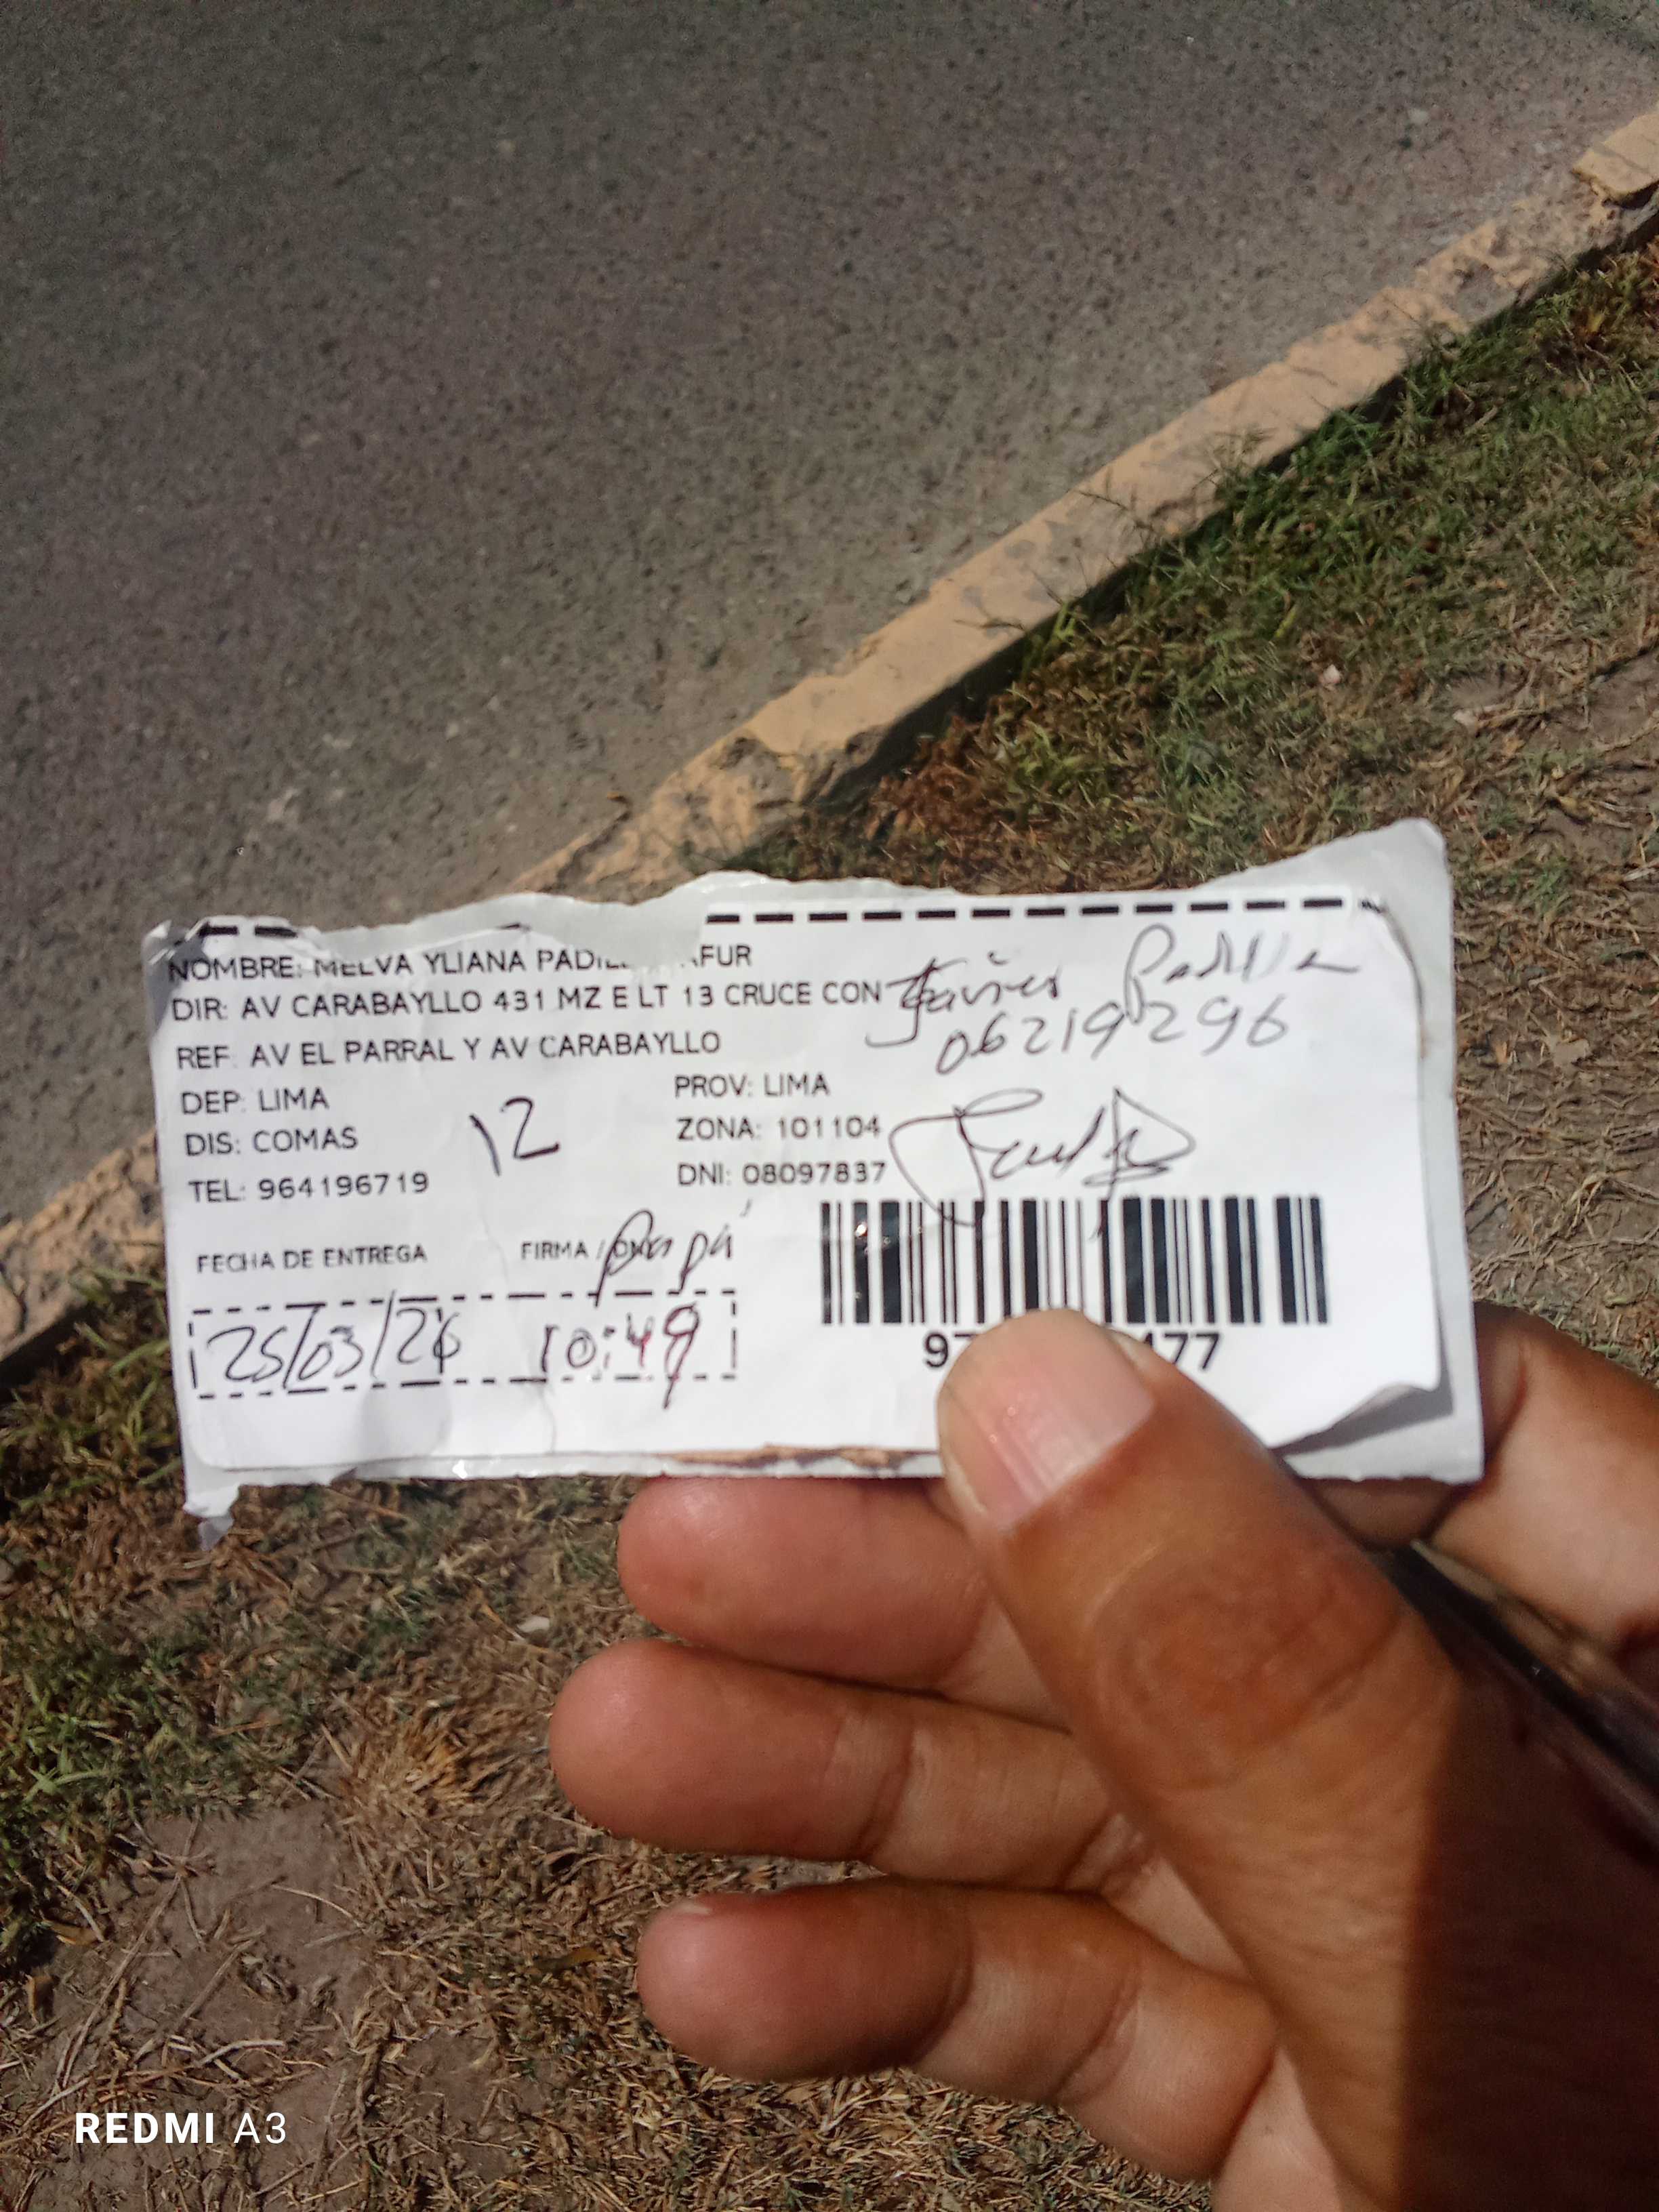 NOMBRE: MELVA YLIANA
DIR: AV CARABAYLLO 431 MZ E LT 13 CRUCE CON
Javier Padilla
06219296
REF: AV EL PARRAL Y AV CARABAYLLO
DEP: LIMA
PROV: LIMA
DIS: COMAS
12
ZONA: 101104
TEL: 964196719
DNI: 08097837
FECHA DE ENTREGA
FIRMA /
papá
25/03/26 10:49
REDMI A3